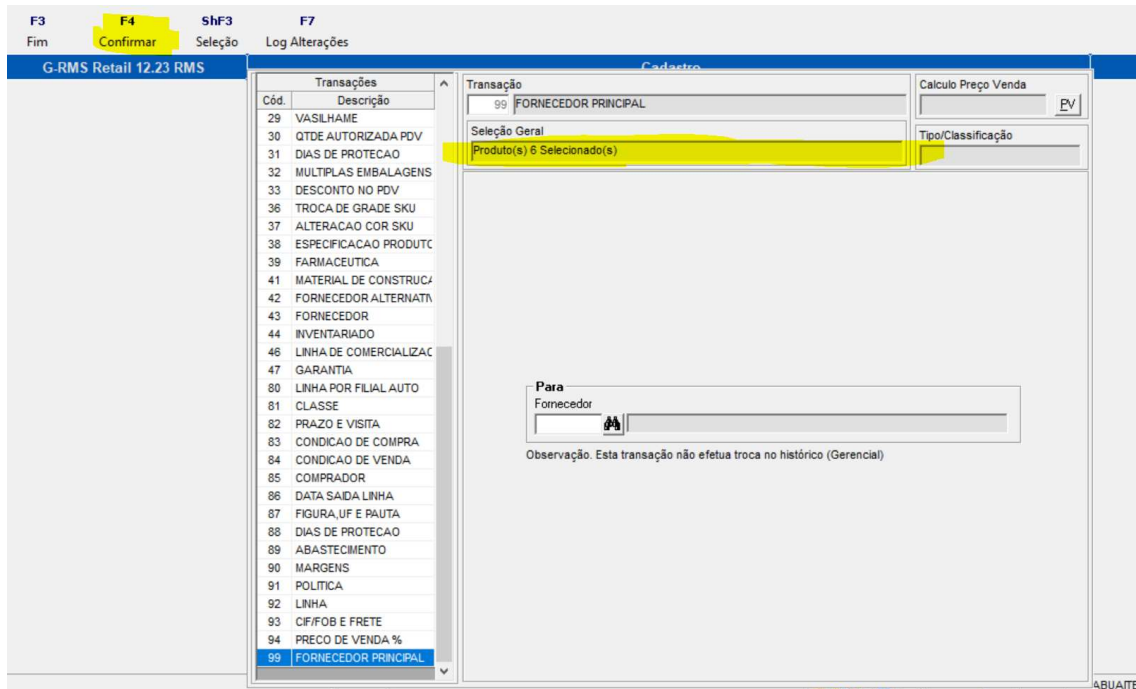 F3 F4 ShF3 F7
Fim Confirmar Seleção Log Alterações
G-RMS Retail 12.23 RMS
Cadastro
Transações
Cód. Descrição
29 VASILHAME
30 QTDE AUTORIZADA PDV
31 DIAS DE PROTECAO
32 MULTIPLAS EMBALAGENS
33 DESCONTO NO PDV
36 TROCA DE GRADE SKU
37 ALTERACAO COR SKU
38 ESPECIFICACAO PRODUTO
39 FARMACEUTICA
41 MATERIAL DE CONSTRUCA
42 FORNECEDOR ALTERNATIV
43 FORNECEDOR
44 INVENTARIADO
46 LINHA DE COMERCIALIZAC
47 GARANTIA
80 LINHA POR FILIAL AUTO
81 CLASSE
82 PRAZO E VISITA
83 CONDICAO DE COMPRA
84 CONDICAO DE VENDA
85 COMPRADOR
86 DATA SAIDA LINHA
87 FIGURA,UF E PAUTA
88 DIAS DE PROTECAO
89 ABASTECIMENTO
90 MARGENS
91 POLITICA
92 LINHA
93 CIF/FOB E FRETE
94 PRECO DE VENDA %
99 FORNECEDOR PRINCIPAL
Transação
99 FORNECEDOR PRINCIPAL
Calculo Preço Venda
PV
Seleção Geral
Produto(s) 6 Selecionado(s)
Tipo/Classificação
Para
Fornecedor
Observação. Esta transação não efetua troca no histórico (Gerencial)